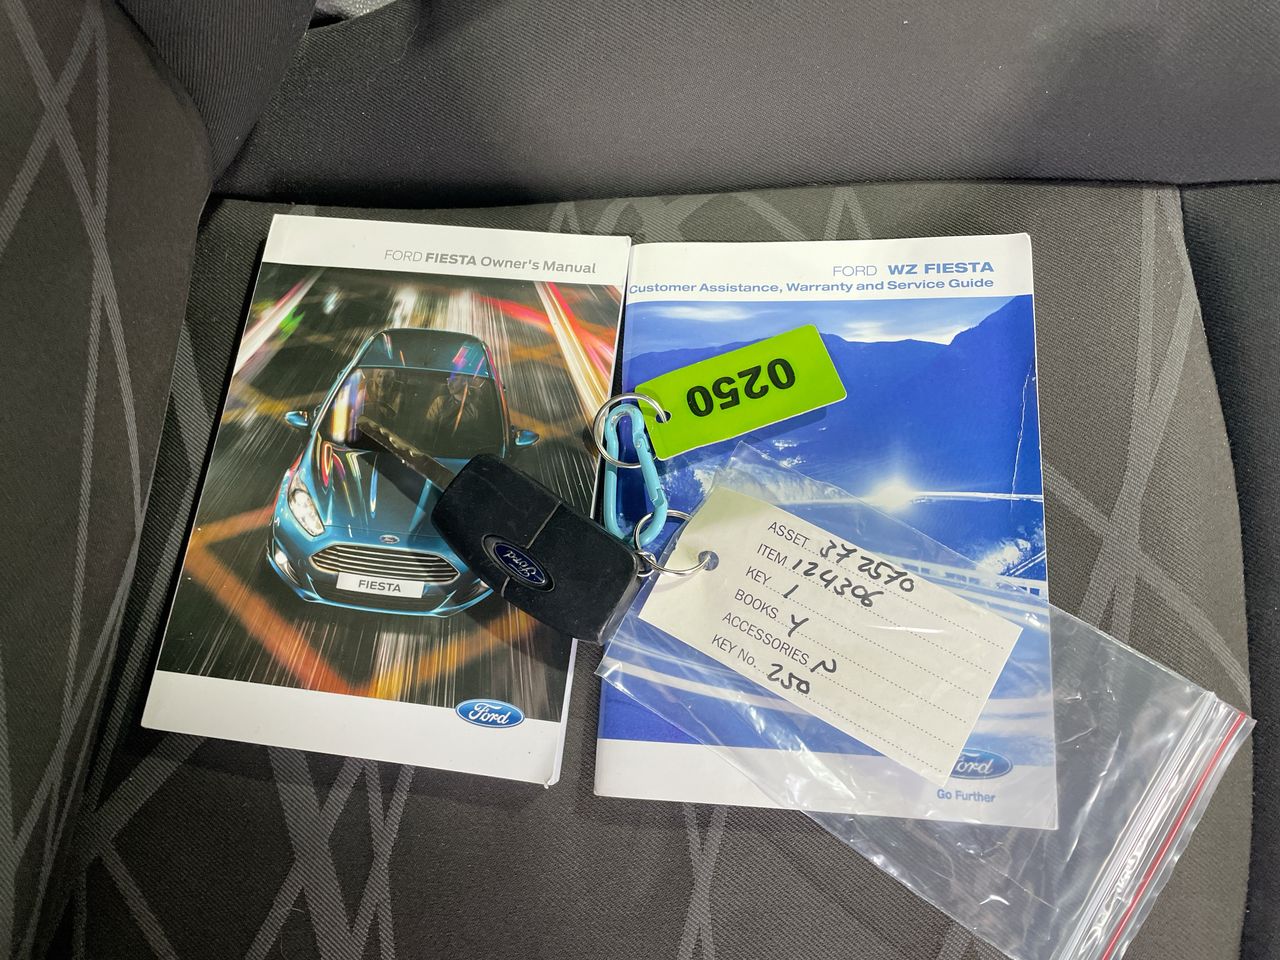 FORD FIESTA Owner's Manual
FIESTA
Ford
FORD WZ FIESTA
Customer Assistance, Warranty and Service Guide
0250
Ford
ASSET 372570
ITEM 124306
KEY 1
BOOKS Y
ACCESSORIES N
KEY No. 250
Ford
Go Further